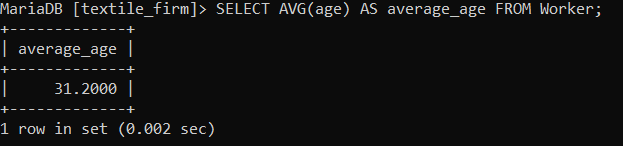 MariaDB [textile_firm]> SELECT AVG(age) AS average_age FROM Worker;
+-------------+
| average_age |
+-------------+
|     31.2000 |
+-------------+
1 row in set (0.002 sec)